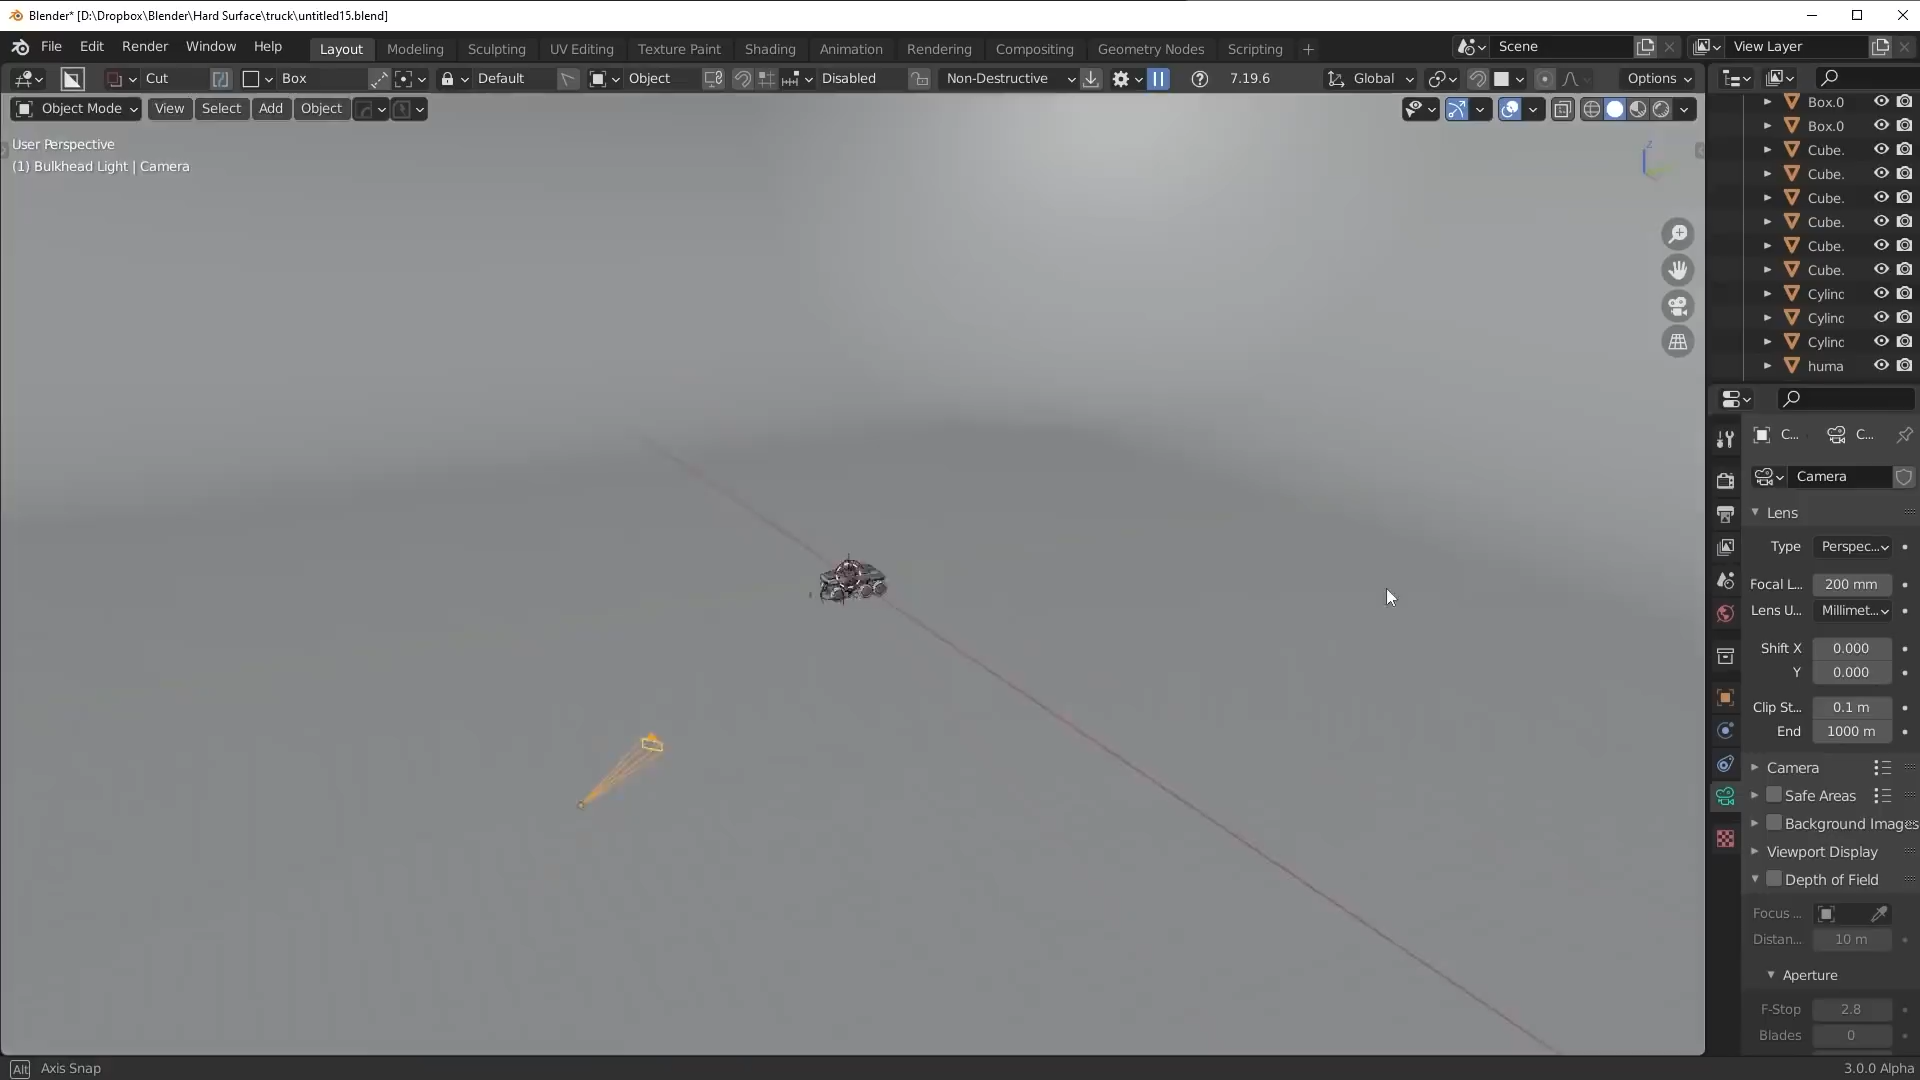 Blender* [D:\Dropbox\Blender\Hard Surface\truck\untitled15.blend]
File Edit Render Window Help Layout Modeling Sculpting UV Editing Texture Paint Shading Animation Rendering Compositing Geometry Nodes Scripting + Scene View Layer
Cut Box Default Object Disabled Non-Destructive 7.19.6 Global Options
Object Mode View Select Add Object
User Perspective
(1) Bulkhead Light | Camera
Z
Box.0
Box.0
Cube.
Cube.
Cube.
Cube.
Cube.
Cube.
Cylinc
Cylinc
Cylinc
huma
C... C...
Camera
Lens
Type Perspec...
Focal L... 200 mm
Lens U... Millimet...
Shift X 0.000
Y 0.000
Clip St... 0.1 m
End 1000 m
Camera
Safe Areas
Background Images
Viewport Display
Depth of Field
Focus ...
Distan... 10 m
Aperture
F-Stop 2.8
Blades 0
Alt Axis Snap 3.0.0 Alpha